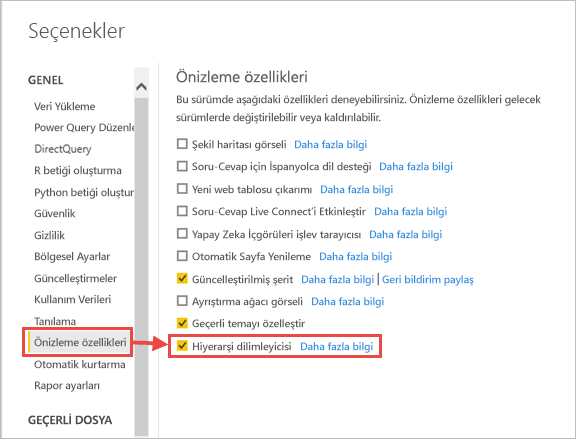 Seçenekler
GENEL
Veri Yükleme
Power Query Düzenle
DirectQuery
R betiği oluşturma
Python betiği oluştur
Güvenlik
Gizlilik
Bölgesel Ayarlar
Güncelleştirmeler
Kullanım Verileri
Tanılama
Önizleme özellikleri
Otomatik kurtarma
Rapor ayarları
GEÇERLİ DOSYA
Önizleme özellikleri
Bu sürümde aşağıdaki özellikleri deneyebilirsiniz. Önizleme özellikleri gelecek
sürümlerde değiştirilebilir veya kaldırılabilir.
Şekil haritası görseli Daha fazla bilgi
Soru-Cevap için İspanyolca dil desteği Daha fazla bilgi
Yeni web tablosu çıkarımı Daha fazla bilgi
Soru-Cevap Live Connect'i Etkinleştir Daha fazla bilgi
Yapay Zeka İçgörüleri işlev tarayıcısı Daha fazla bilgi
Otomatik Sayfa Yenileme Daha fazla bilgi
Güncelleştirilmiş şerit Daha fazla bilgi | Geri bildirim paylaş
Ayrıştırma ağacı görseli Daha fazla bilgi
Geçerli temayı özelleştir
Hiyerarşi dilimleyicisi Daha fazla bilgi